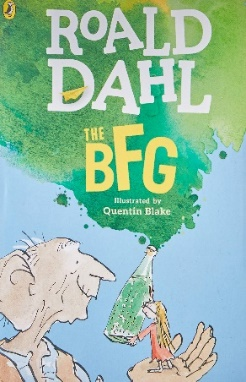 ROALD
DAHL
THE
BFG
Illustrated by
Quentin Blake